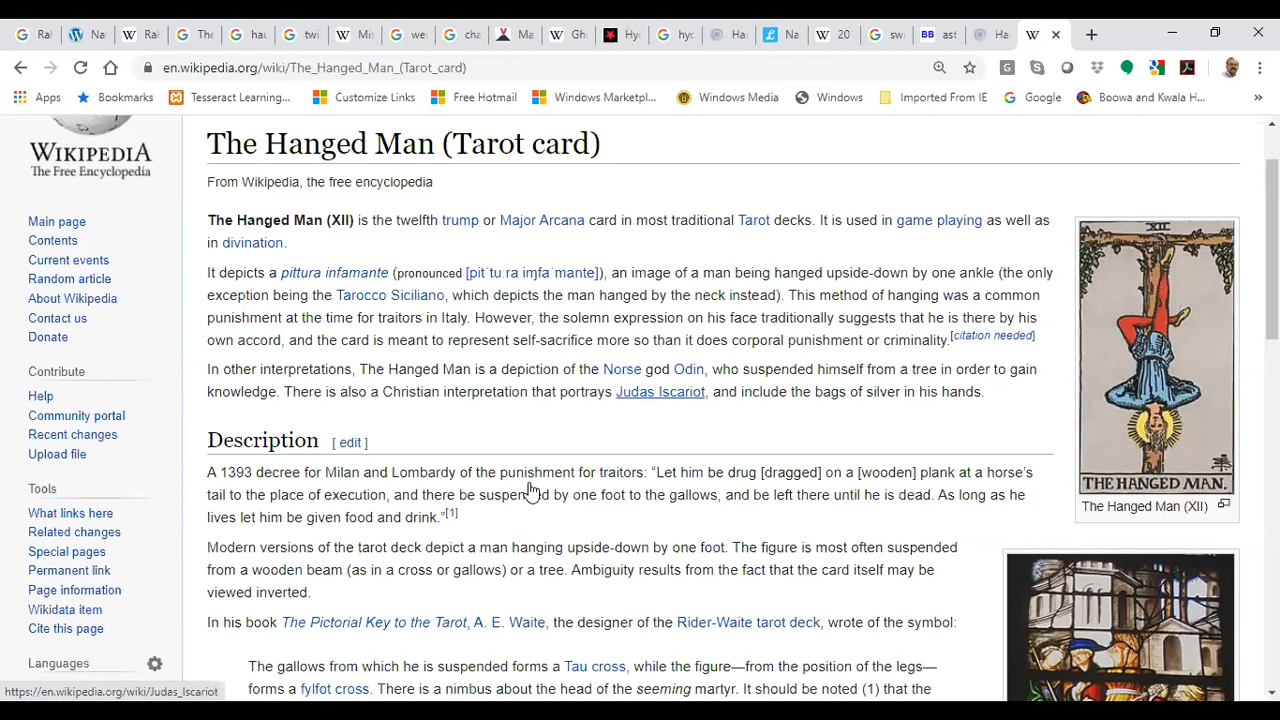 Ral
Na
Ral
The
hau
twi
Mis
we
cha
Ma
Gh
Hyd
hyc
Ha
Na
20
swi
ast
Ha
en.wikipedia.org/wiki/The_Hanged_Man_(Tarot_card)
Apps
Bookmarks
Tesseract Learning...
Customize Links
Free Hotmail
Windows Marketpl...
Windows Media
Windows
Imported From IE
Google
Boowa and Kwala H...
»
WIKIPEDIA
The Free Encyclopedia
Main page
Contents
Current events
Random article
About Wikipedia
Contact us
Donate
Contribute
Help
Community portal
Recent changes
Upload file
Tools
What links here
Related changes
Special pages
Permanent link
Page information
Wikidata item
Cite this page
Languages
https://en.wikipedia.org/wiki/Judas_Iscariot
The Hanged Man (Tarot card)
From Wikipedia, the free encyclopedia
The Hanged Man (XII) is the twelfth trump or Major Arcana card in most traditional Tarot decks. It is used in game playing as well as
in divination.
It depicts a pittura infamante (pronounced [pitˈtuːra iɱfaˈmante]), an image of a man being hanged upside-down by one ankle (the only
exception being the Tarocco Siciliano, which depicts the man hanged by the neck instead). This method of hanging was a common
punishment at the time for traitors in Italy. However, the solemn expression on his face traditionally suggests that he is there by his
own accord, and the card is meant to represent self-sacrifice more so than it does corporal punishment or criminality.[citation needed]
In other interpretations, The Hanged Man is a depiction of the Norse god Odin, who suspended himself from a tree in order to gain
knowledge. There is also a Christian interpretation that portrays Judas Iscariot, and include the bags of silver in his hands.
Description [ edit ]
A 1393 decree for Milan and Lombardy of the punishment for traitors: “Let him be drug [dragged] on a [wooden] plank at a horse’s
tail to the place of execution, and there be suspended by one foot to the gallows, and be left there until he is dead. As long as he
lives let him be given food and drink.”[1]
Modern versions of the tarot deck depict a man hanging upside-down by one foot. The figure is most often suspended
from a wooden beam (as in a cross or gallows) or a tree. Ambiguity results from the fact that the card itself may be
viewed inverted.
In his book The Pictorial Key to the Tarot, A. E. Waite, the designer of the Rider-Waite tarot deck, wrote of the symbol:
The gallows from which he is suspended forms a Tau cross, while the figure—from the position of the legs—
forms a fylfot cross. There is a nimbus about the head of the seeming martyr. It should be noted (1) that the
XII
THE HANGED MAN.
The Hanged Man (XII)